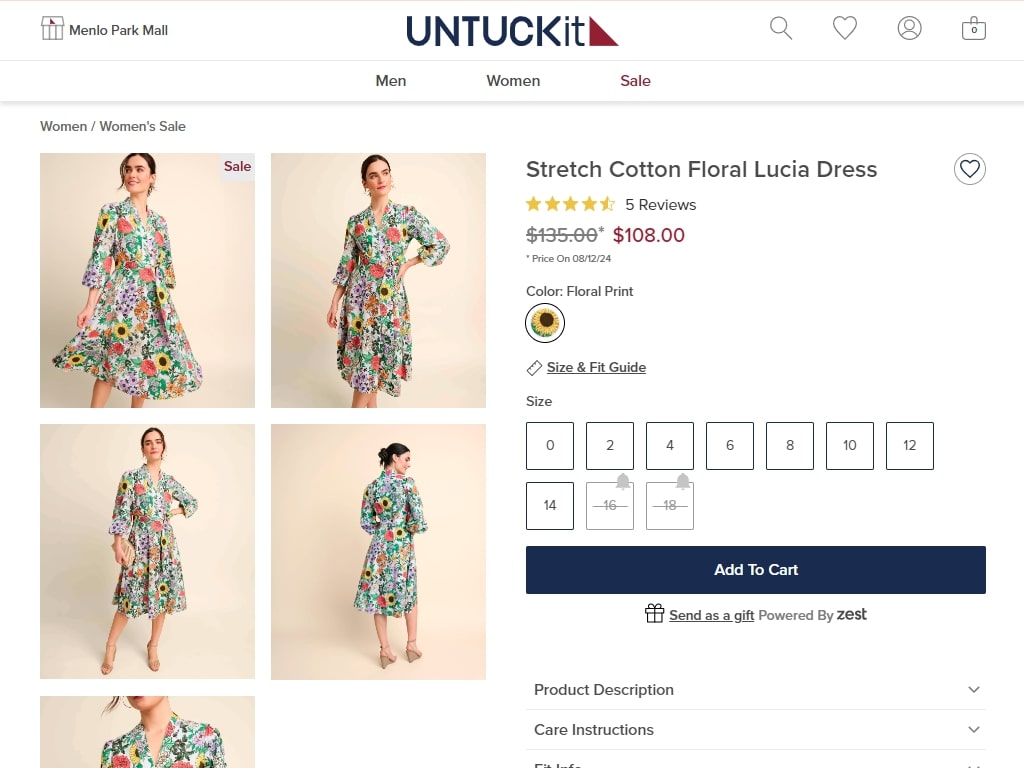 Menlo Park Mall
UNTUCKit
0
Men
Women
Sale
Women / Women's Sale
Sale
Stretch Cotton Floral Lucia Dress
5 Reviews
$135.00* $108.00
* Price On 08/12/24
Color: Floral Print
Size & Fit Guide
Size
0
2
4
6
8
10
12
14
16
18
Add To Cart
Send as a gift Powered By zest
Product Description
Care Instructions
Fit Info